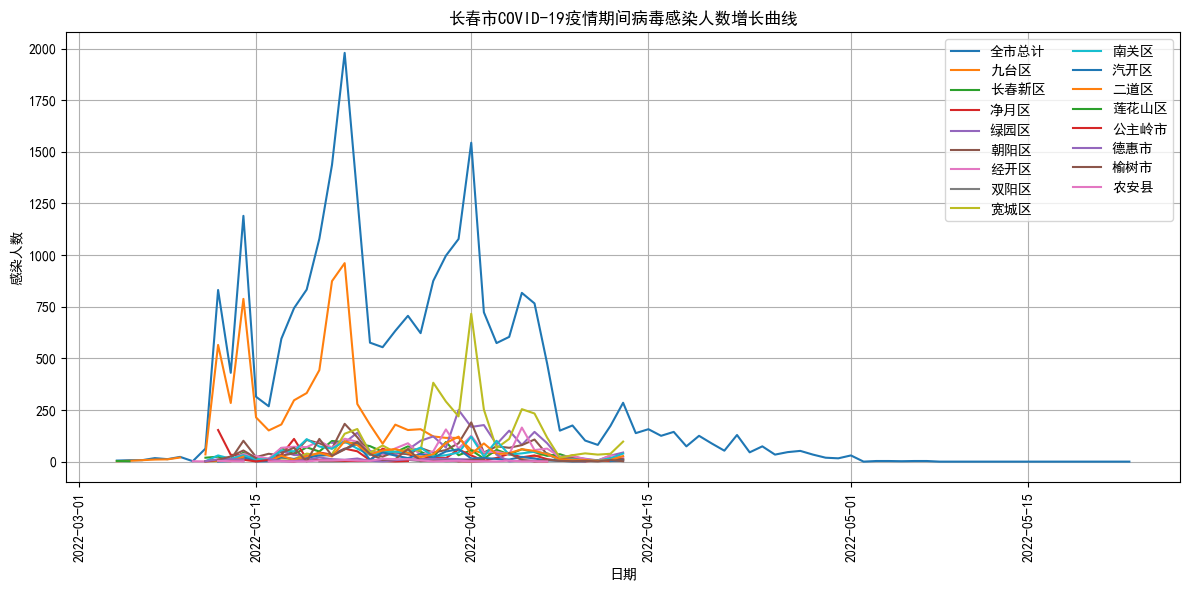 长春市COVID-19疫情期间病毒感染人数增长曲线
感染人数
2000
1750
1500
1250
1000
750
500
250
0
全市总计
九台区
长春新区
净月区
绿园区
朝阳区
经开区
双阳区
宽城区
南关区
汽开区
二道区
莲花山区
公主岭市
德惠市
榆树市
农安县
2022-03-01
2022-03-15
2022-04-01
2022-04-15
2022-05-01
2022-05-15
日期